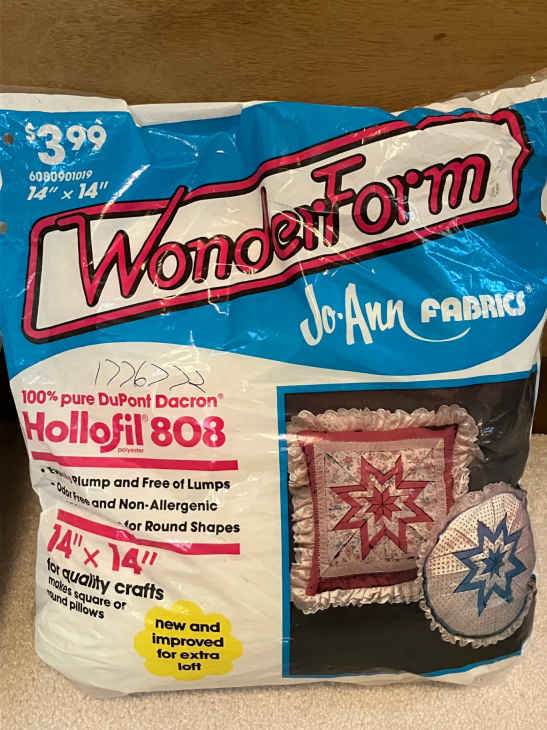 $3.99
6080901019
14" x 14"
WonderForm
Jo-Ann FABRICS®
100% pure DuPont Dacron®
Hollofil® 808
polyester
Plump and Free of Lumps
- Odor Free and Non-Allergenic
for Round Shapes
14" x 14"
for quality crafts
makes square or
round pillows
new and
improved
for extra
loft